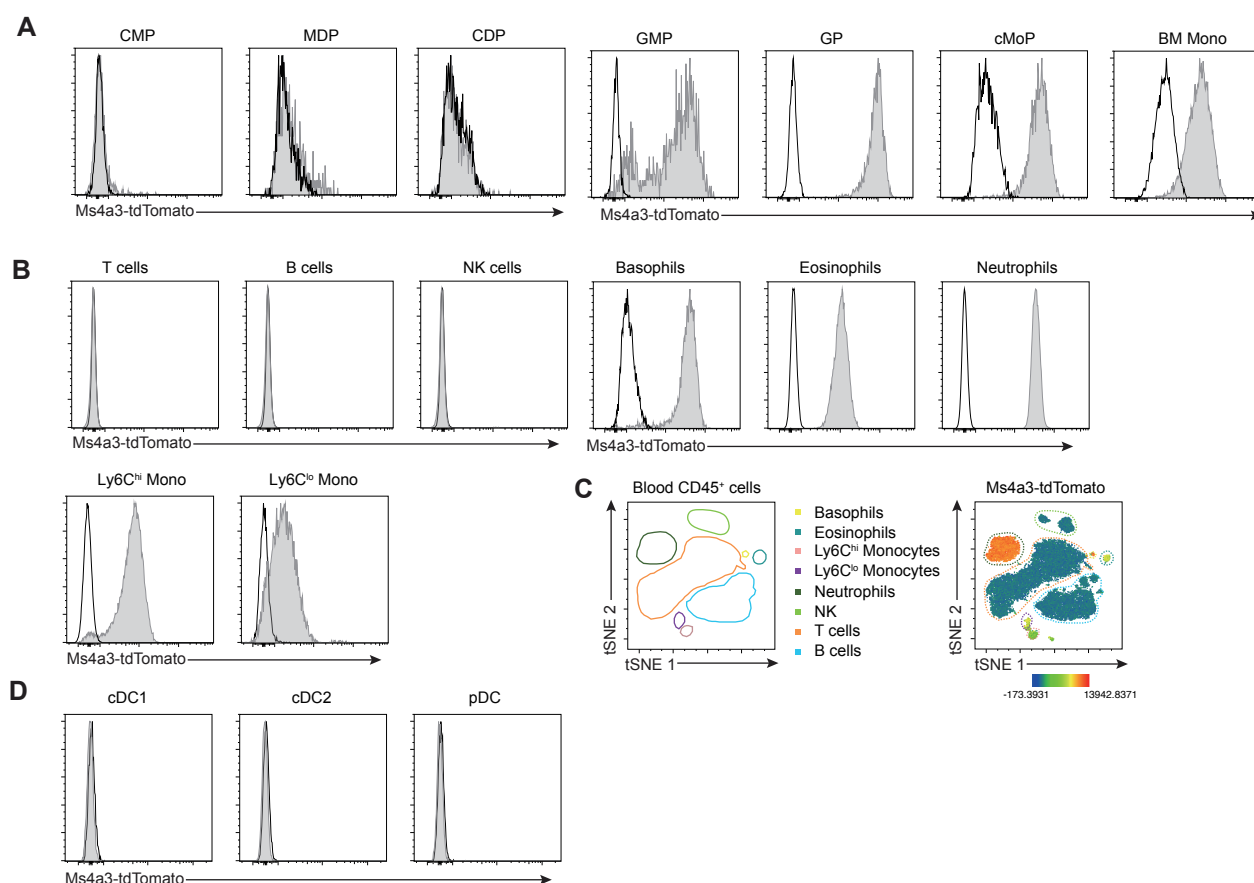 A
CMP
MDP
CDP
GMP
GP
cMoP
BM Mono
Ms4a3-tdTomato
Ms4a3-tdTomato
B
T cells
B cells
NK cells
Basophils
Eosinophils
Neutrophils
Ms4a3-tdTomato
Ms4a3-tdTomato
Ly6Chi Mono
Ly6Clo Mono
Ms4a3-tdTomato
C
Blood CD45+ cells
tSNE 2
tSNE 1
Basophils
Eosinophils
Ly6Chi Monocytes
Ly6Clo Monocytes
Neutrophils
NK
T cells
B cells
Ms4a3-tdTomato
tSNE 2
tSNE 1
-173.3931 13942.8371
D
cDC1
cDC2
pDC
Ms4a3-tdTomato